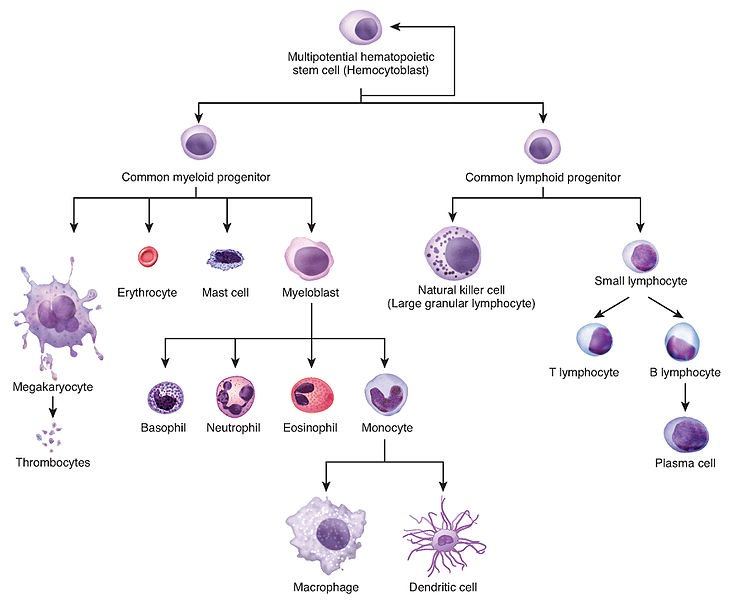 Multipotential hematopoietic
stem cell (Hemocytoblast)
Common myeloid progenitor
Common lymphoid progenitor
Erythrocyte
Mast cell
Myeloblast
Natural killer cell
(Large granular lymphocyte)
Small lymphocyte
Megakaryocyte
T lymphocyte
B lymphocyte
Basophil
Neutrophil
Eosinophil
Monocyte
Thrombocytes
Plasma cell
Macrophage
Dendritic cell